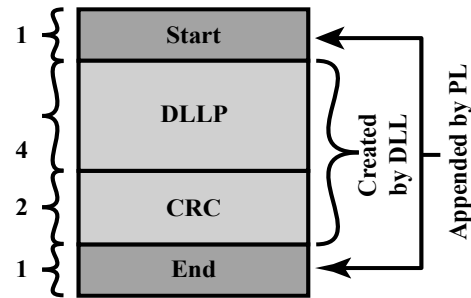 1
Start
4
DLLP
2
CRC
1
End
Created
by DLL
Appended by PL